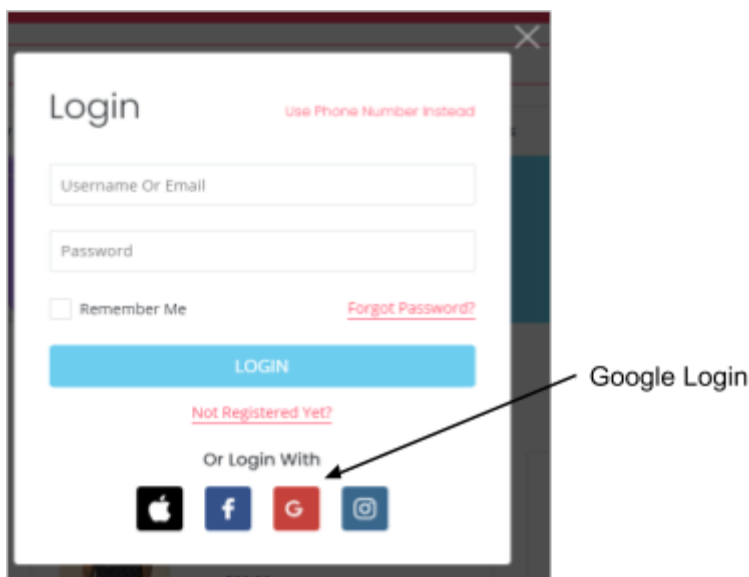 Login
Use Phone Number Instead
Username Or Email
Password
Remember Me
Forgot Password?
LOGIN
Google Login
Not Registered Yet?
Or Login With
f
G